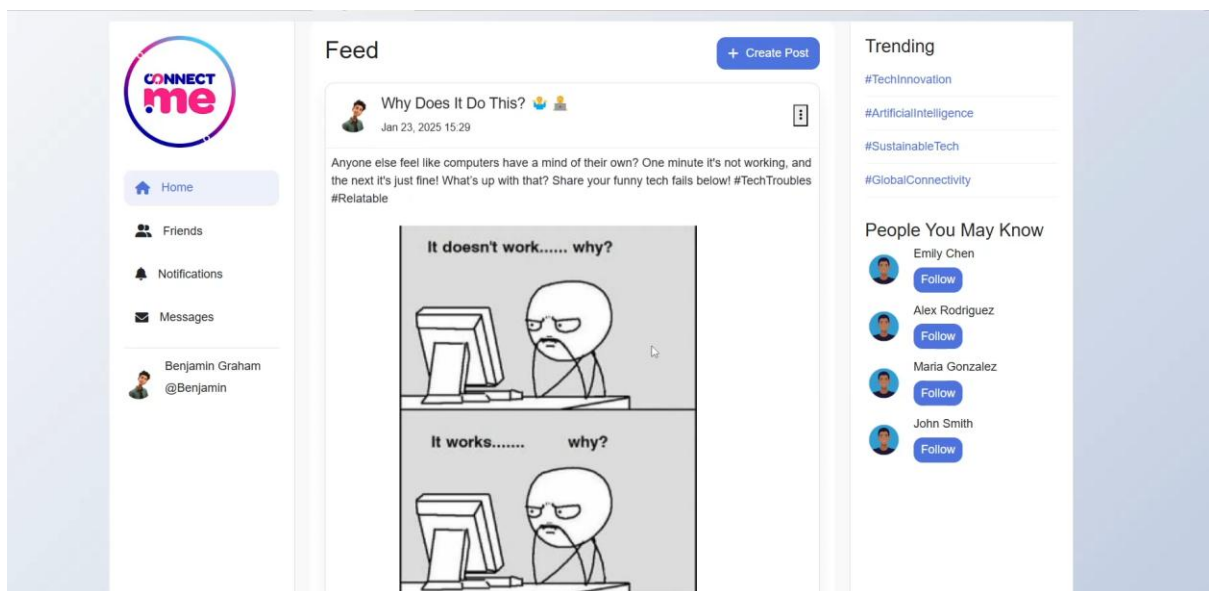 CONNECT
me
Home
Friends
Notifications
Messages
Benjamin Graham
@Benjamin
Feed
+ Create Post
Why Does It Do This? 🤷 🧑‍💻
Jan 23, 2025 15:29
Anyone else feel like computers have a mind of their own? One minute it's not working, and
the next it's just fine! What's up with that? Share your funny tech fails below! #TechTroubles
#Relatable
It doesn't work...... why?
It works....... why?
Trending
#TechInnovation
#ArtificialIntelligence
#SustainableTech
#GlobalConnectivity
People You May Know
Emily Chen
Follow
Alex Rodriguez
Follow
Maria Gonzalez
Follow
John Smith
Follow